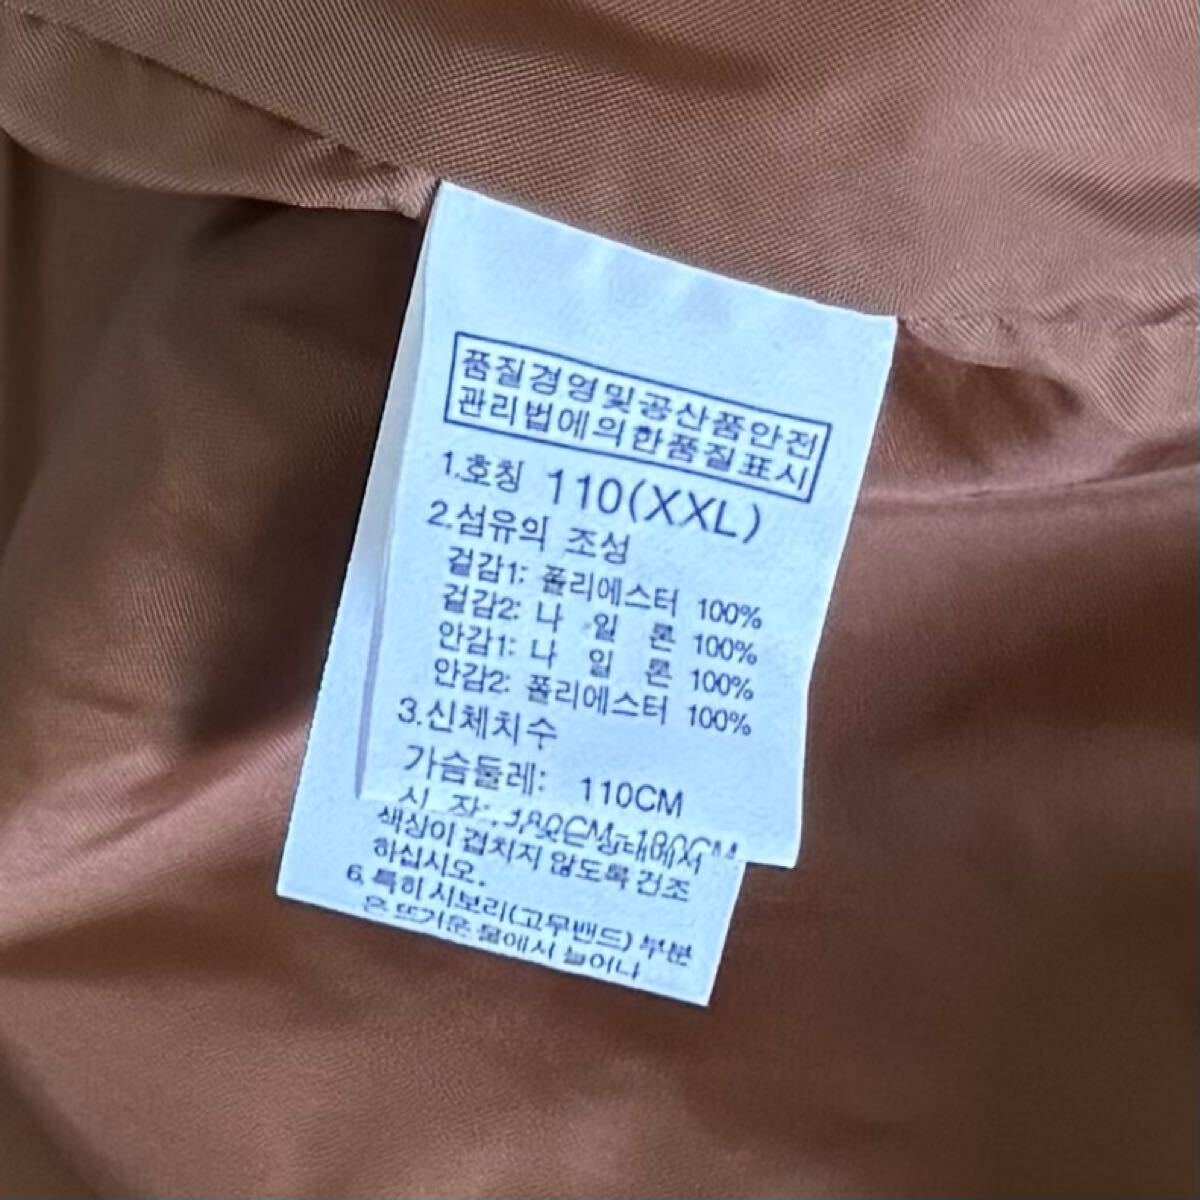 품질경영및공산품안전
관리법에의한품질표시
1.호칭 110(XXL)
2.섬유의 조성
겉감1: 폴리에스터 100%
겉감2: 나 일 론 100%
안감1: 나 일 론 100%
안감2: 폴리에스터 100%
3.신체치수
가슴둘레: 110CM
색상이 겹치지 않도록 건조
하십시오.
6. 특히 시보리(고무밴드) 부분
은 뜨거운 물에서 늘어나